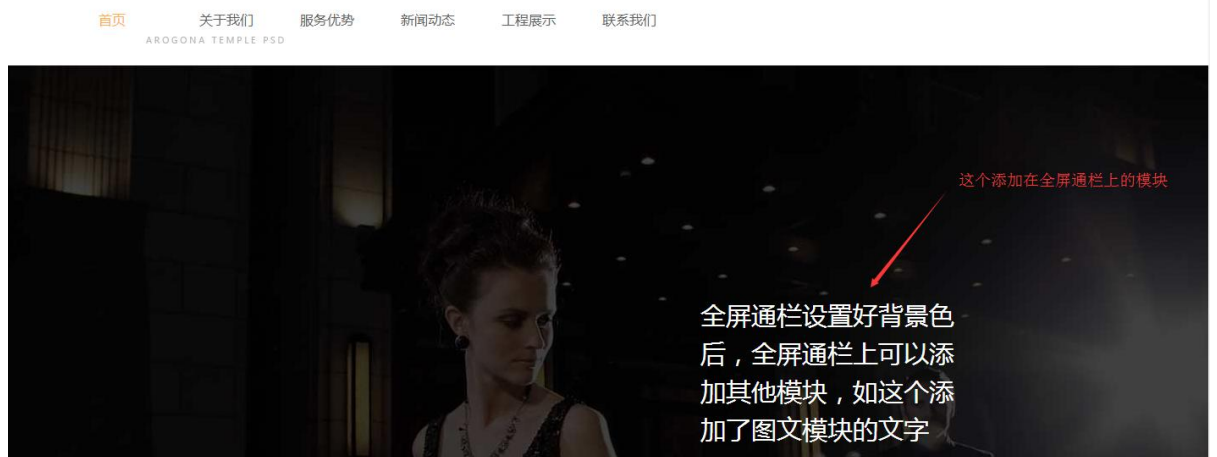 首页 关于我们 服务优势 新闻动态 工程展示 联系我们
AROGONA TEMPLE PSD
这个添加在全屏通栏上的模块
全屏通栏设置好背景色
后，全屏通栏上可以添
加其他模块，如这个添
加了图文模块的文字